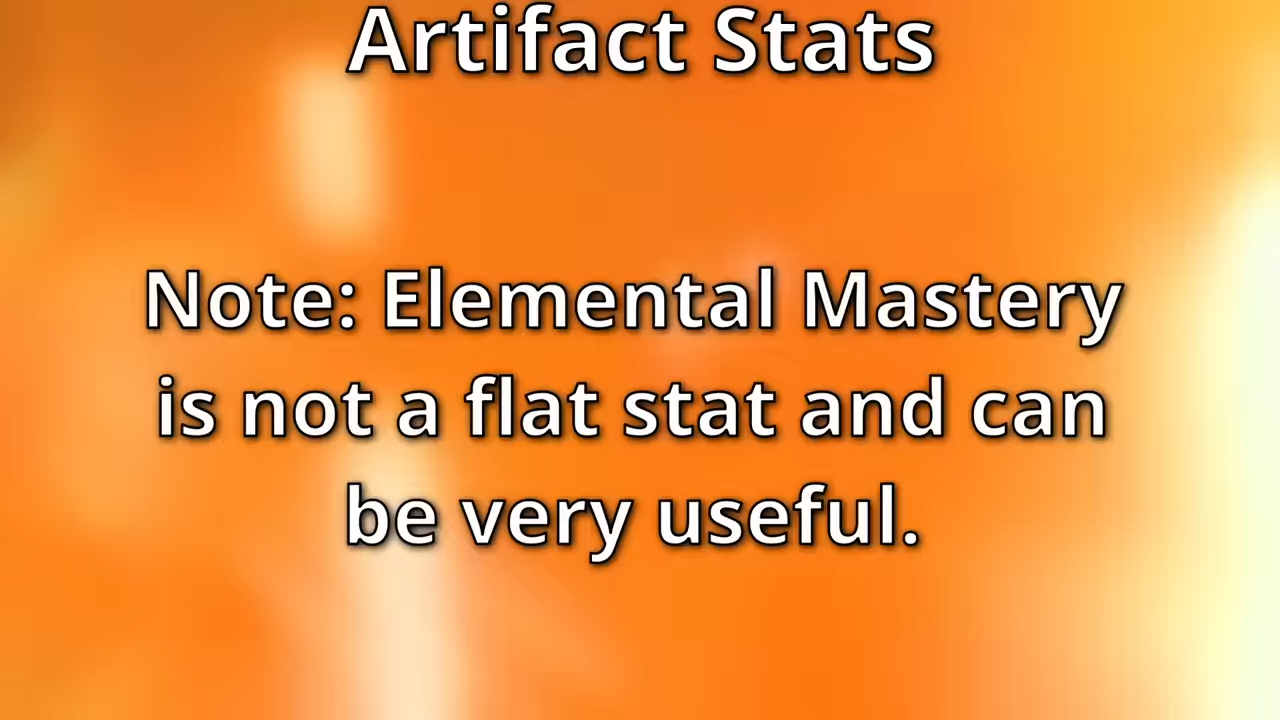 Artifact Stats
Note: Elemental Mastery
is not a flat stat and can
be very useful.